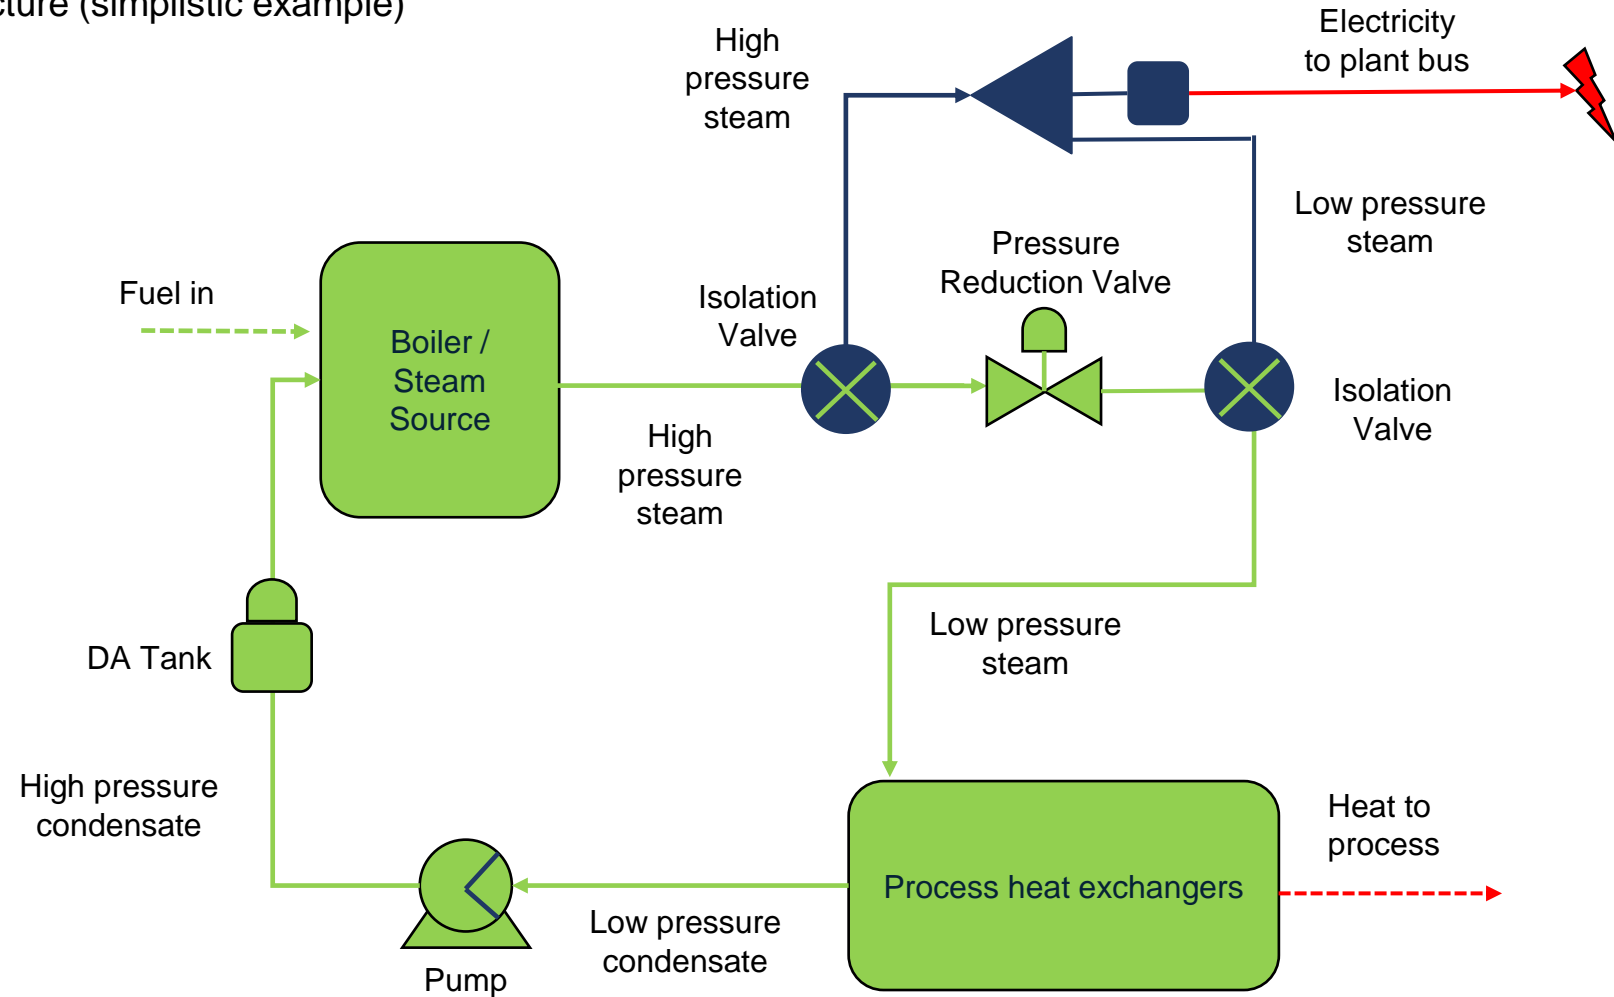 (simplistic example)
High
pressure
steam
Electricity
to plant bus
Low pressure
steam
Pressure
Reduction Valve
Isolation
Valve
Fuel in
Boiler /
Steam
Source
High
pressure
steam
Isolation
Valve
DA Tank
Low pressure
steam
High pressure
condensate
Heat to
process
Process heat exchangers
Low pressure
condensate
Pump